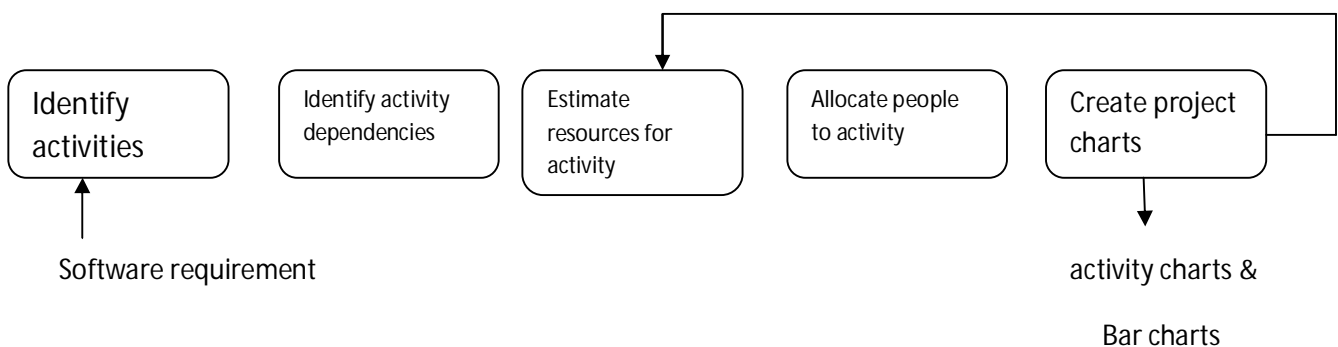 Identify
activities
Identify activity
dependencies
Estimate
resources for
activity
Allocate people
to activity
Create project
charts
Software requirement
activity charts &
Bar charts